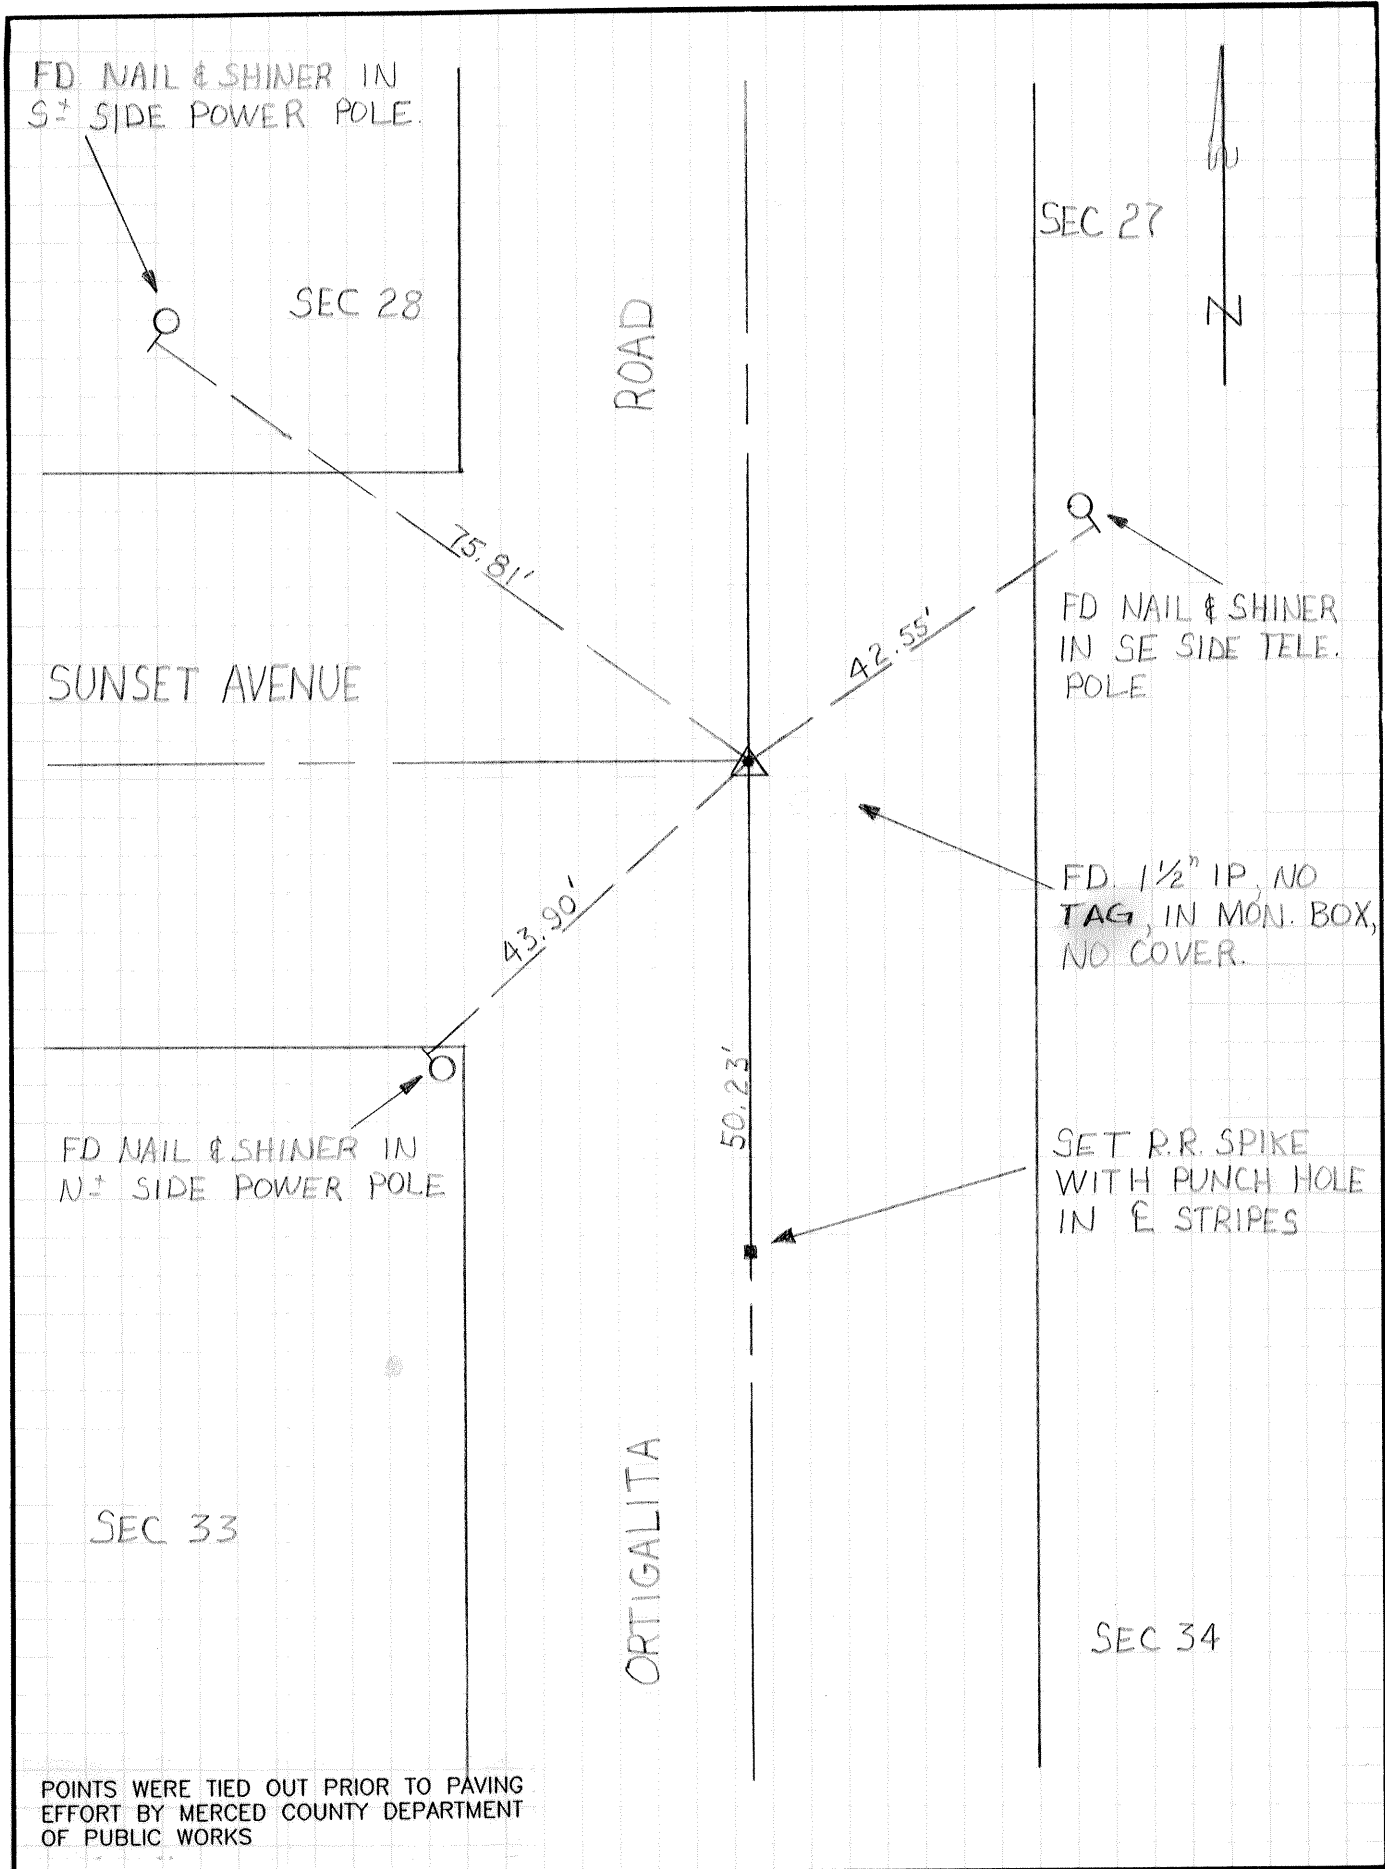 FD NAIL & SHINER IN
S± SIDE POWER POLE.
SEC 28
ROAD
SEC 27
N
75.81'
42.55'
FD NAIL & SHINER
IN SE SIDE TELE.
POLE
SUNSET AVENUE
FD. 1½" IP, NO
TAG, IN MON. BOX,
NO COVER.
43.90'
50.23'
FD NAIL & SHINER IN
N± SIDE POWER POLE
SET R.R. SPIKE
WITH PUNCH HOLE
IN ℄ STRIPES
SEC 33
ORTIGALITA
SEC 34
POINTS WERE TIED OUT PRIOR TO PAVING
EFFORT BY MERCED COUNTY DEPARTMENT
OF PUBLIC WORKS